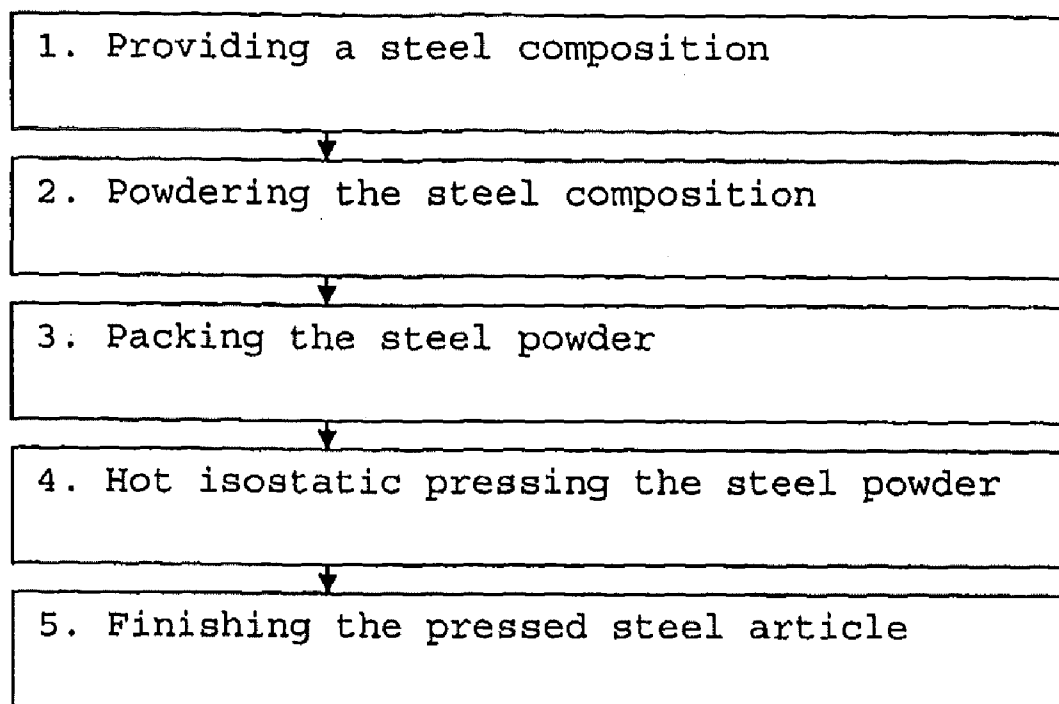 1. Providing a steel composition
2. Powdering the steel composition
3. Packing the steel powder
4. Hot isostatic pressing the steel powder
5. Finishing the pressed steel article